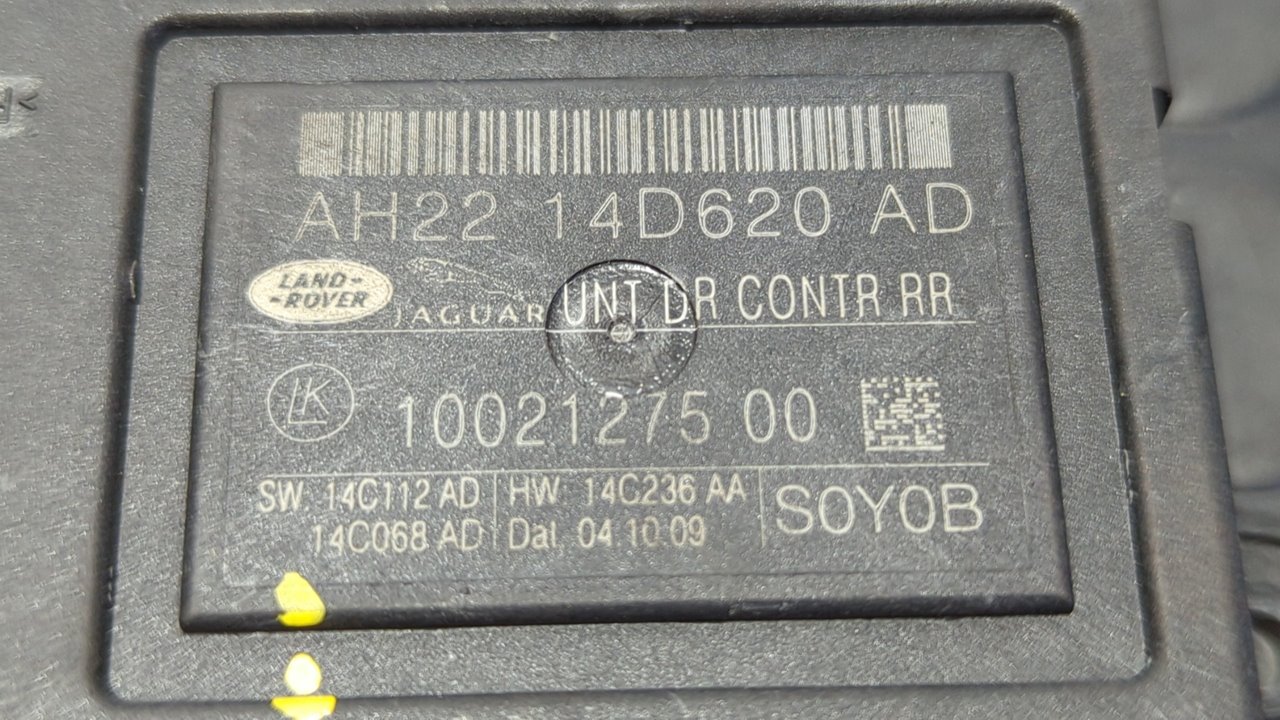 AH22 14D620 AD
LAND-
-ROVER
JAGUAR UNT DR CONTR RR
LK 10021275 00
SW. 14C112 AD HW 14C236 AA
14C068 AD Dat. 04.10.09
S0Y0B